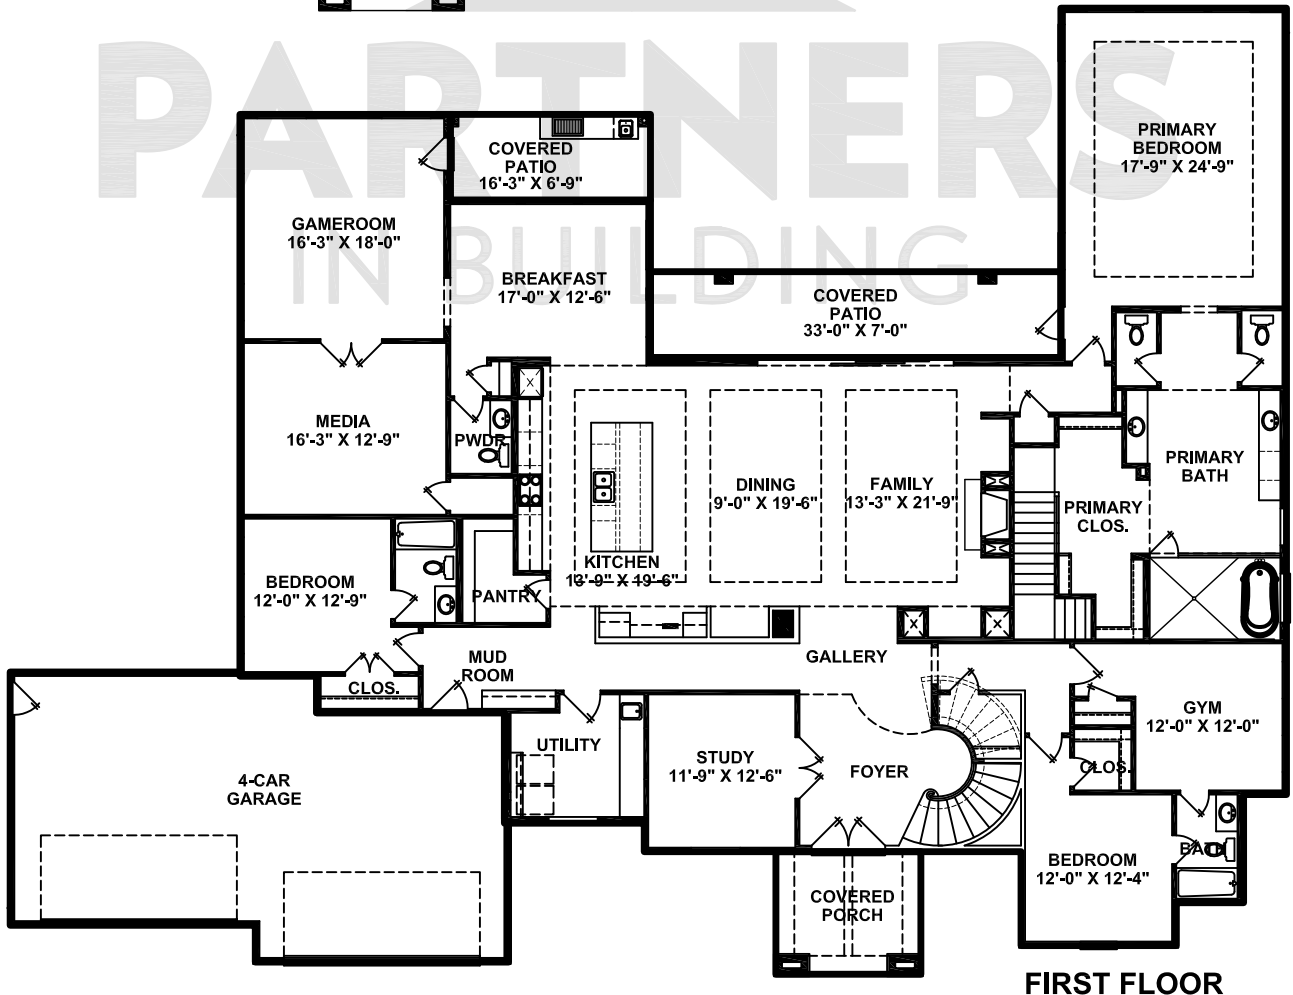 PARTNERS
IN BUILDING
PRIMARY
BEDROOM
17'-9" X 24'-9"
COVERED
PATIO
16'-3" X 6'-9"
GAMEROOM
16'-3" X 18'-0"
BREAKFAST
17'-0" X 12'-6"
COVERED
PATIO
33'-0" X 7'-0"
MEDIA
16'-3" X 12'-9"
PWDR
DINING
9'-0" X 19'-6"
FAMILY
13'-3" X 21'-9"
PRIMARY
BATH
PRIMARY
CLOS.
KITCHEN
13'-9" X 19'-6"
BEDROOM
12'-0" X 12'-9"
PANTRY
MUD
ROOM
GALLERY
CLOS.
GYM
12'-0" X 12'-0"
UTILITY
STUDY
11'-9" X 12'-6"
FOYER
CLOS.
4-CAR
GARAGE
BATH
BEDROOM
12'-0" X 12'-4"
COVERED
PORCH
FIRST FLOOR